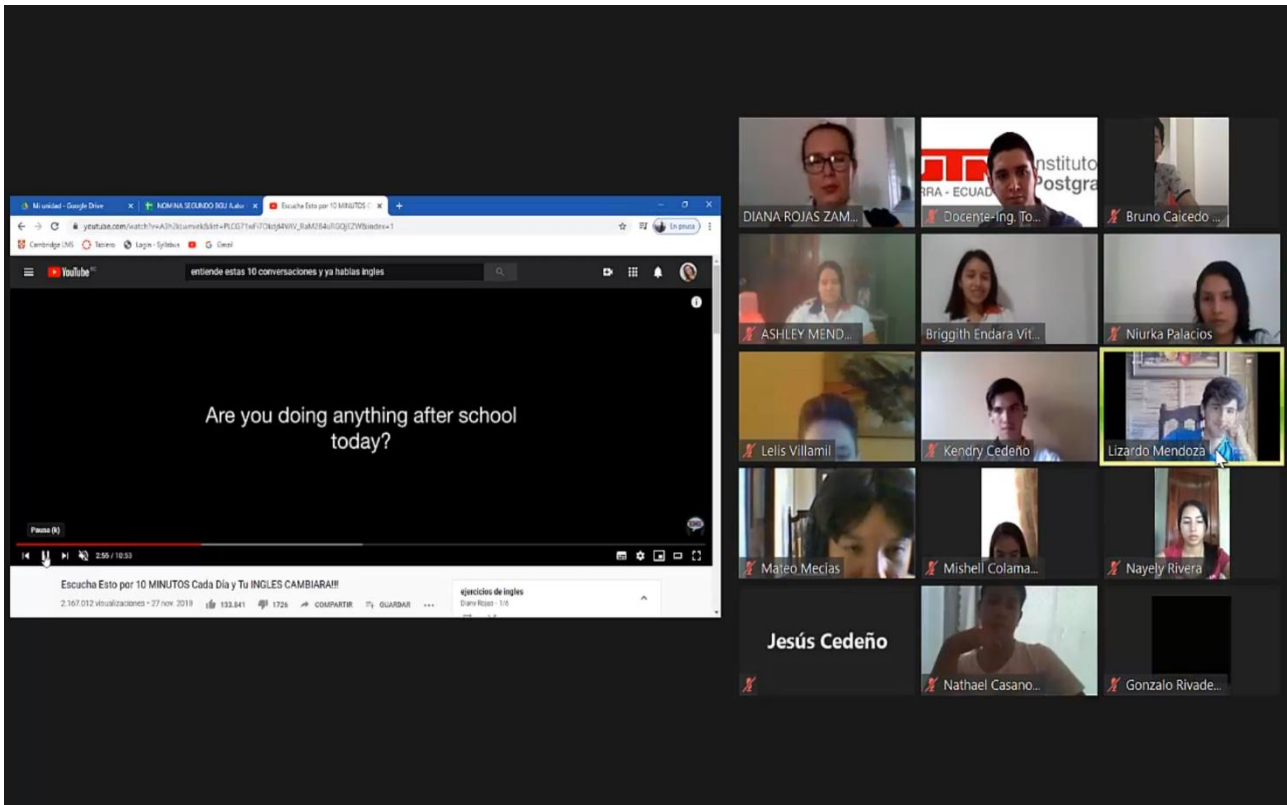 Mi unidad - Google Drive
NOMINA SEGUNDO BGU
Escucha Esto por 10 MINUTOS C
En pausa
Cambridge LMS
Tablero
Login - Syllabus
Gmail
YouTube
entiende estas 10 conversaciones y ya hablas ingles
Are you doing anything after school
today?
Pausa (k)
2:55 / 10:53
Escucha Esto por 10 MINUTOS Cada Día y Tu INGLES CAMBIARA!!!
2.167.012 visualizaciones • 27 nov. 2018
133.841
1726
COMPARTIR
GUARDAR
ejercicios de ingles
1/6
DIANA ROJAS ZAM...
UTN
RRA - ECUAD
Instituto
Postgra
Docente-Ing. To...
Bruno Caicedo ...
ASHLEY MEND...
Briggith Endara Vit...
Niurka Palacios
Lelis Villamil
Kendry Cedeño
Lizardo Mendoza
Mateo Mecias
Mishell Colama...
Nayely Rivera
Jesús Cedeño
Nathael Casano...
Gonzalo Rivade...